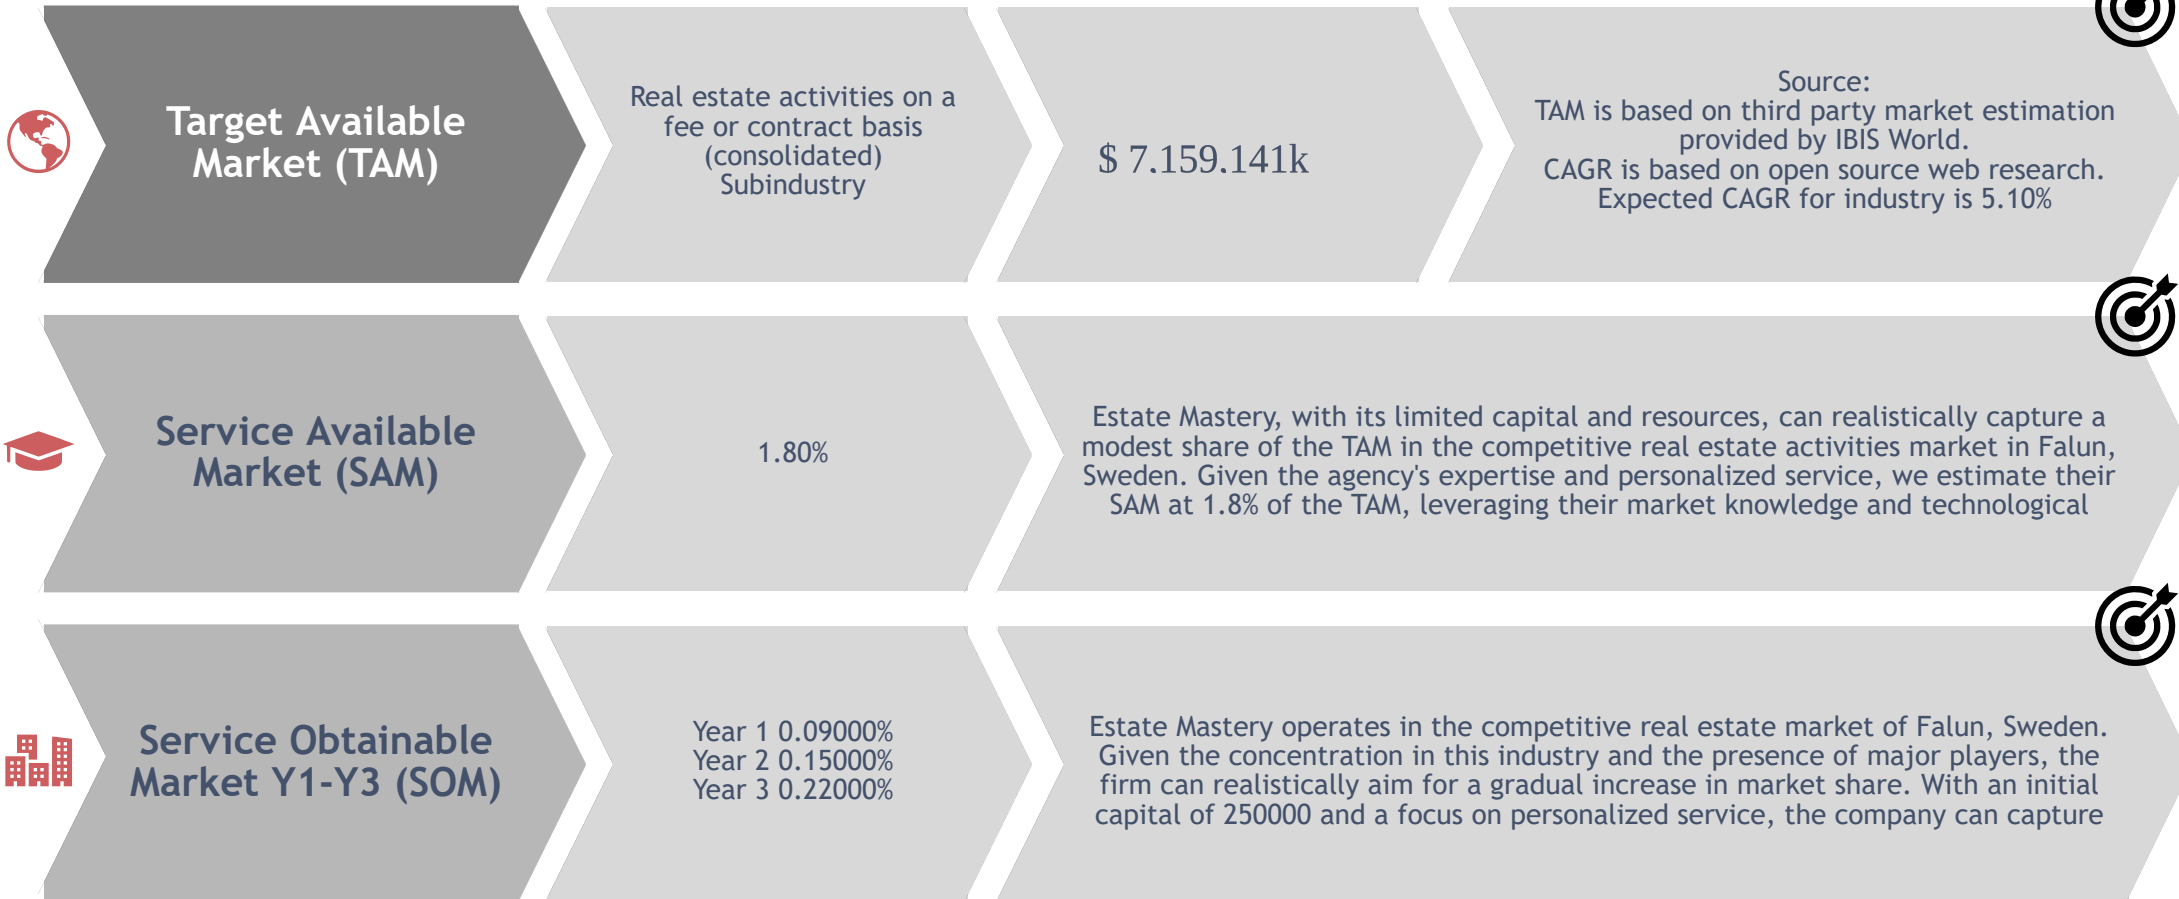 Target Available
Market (TAM)
Real estate activities on a
fee or contract basis
(consolidated)
Subindustry
$ 7.159.141k
Source:
TAM is based on third party market estimation
provided by IBIS World.
CAGR is based on open source web research.
Expected CAGR for industry is 5.10%
Service Available
Market (SAM)
1.80%
Estate Mastery, with its limited capital and resources, can realistically capture a
modest share of the TAM in the competitive real estate activities market in Falun,
Sweden. Given the agency's expertise and personalized service, we estimate their
SAM at 1.8% of the TAM, leveraging their market knowledge and technological
Service Obtainable
Market Y1-Y3 (SOM)
Year 1 0.09000%
Year 2 0.15000%
Year 3 0.22000%
Estate Mastery operates in the competitive real estate market of Falun, Sweden.
Given the concentration in this industry and the presence of major players, the
firm can realistically aim for a gradual increase in market share. With an initial
capital of 250000 and a focus on personalized service, the company can capture